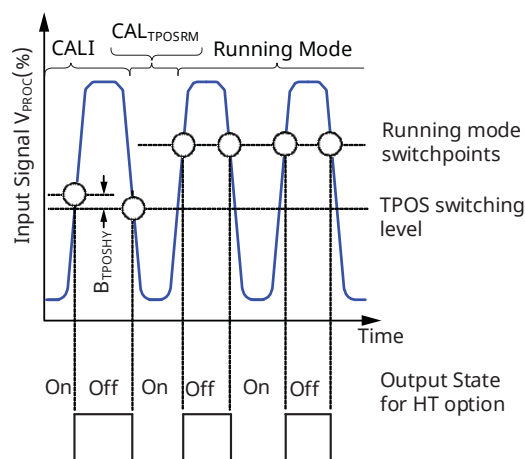 CALI
CALTPOSRM
Running Mode
Input Signal VPROC(%)
BTPOSHY
Running mode
switchpoints
TPOS switching
level
Time
On Off On Off On Off
Output State
for HT option